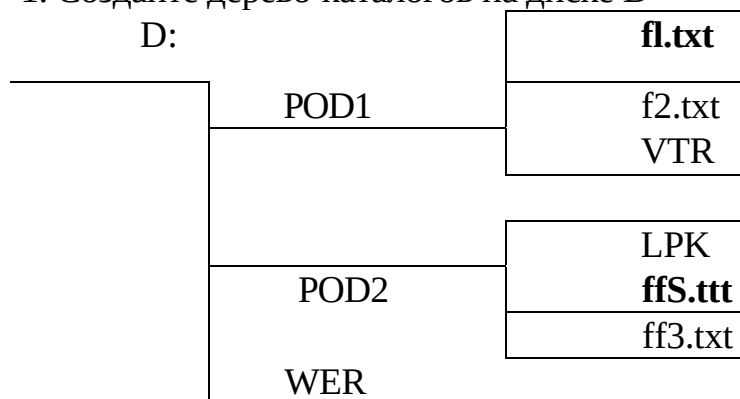 1. Создайте дерево каталогов на диске D
D:
fl.txt
POD1
f2.txt
VTR
LPK
POD2
ffS.ttt
ff3.txt
WER